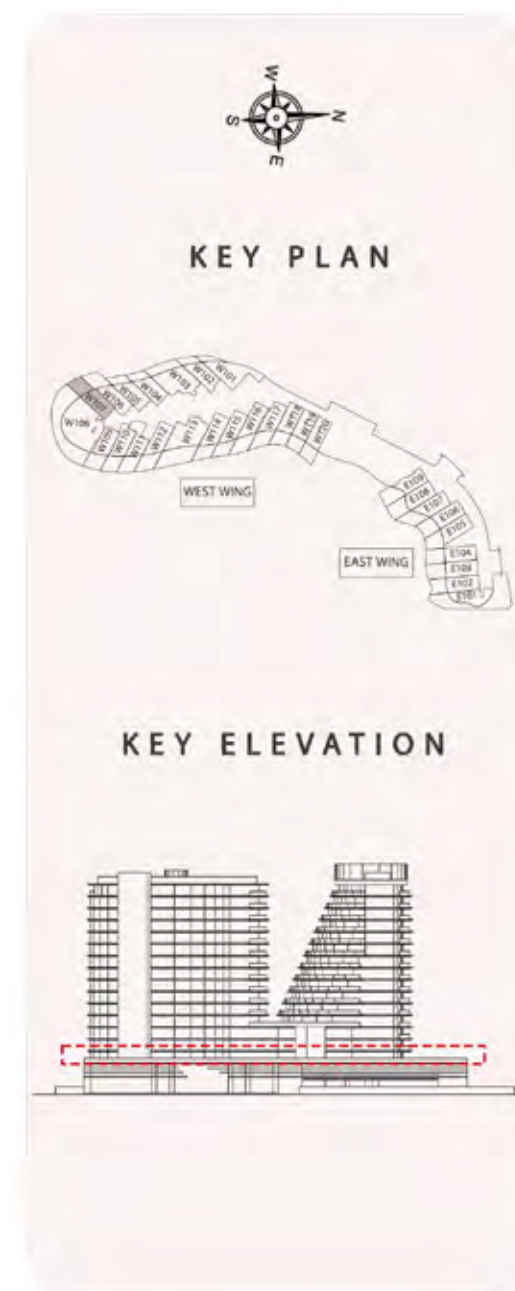 W
S
N
E
KEY PLAN
W101
W102
W103
W104
W105
W106
W107
W108
W109
W110
W111
W112
W113
W114
W115
W116
W117
W118
W119
W120
WEST WING
E109
E108
E107
E106
E105
EAST WING
E104
E103
E102
E101
KEY ELEVATION